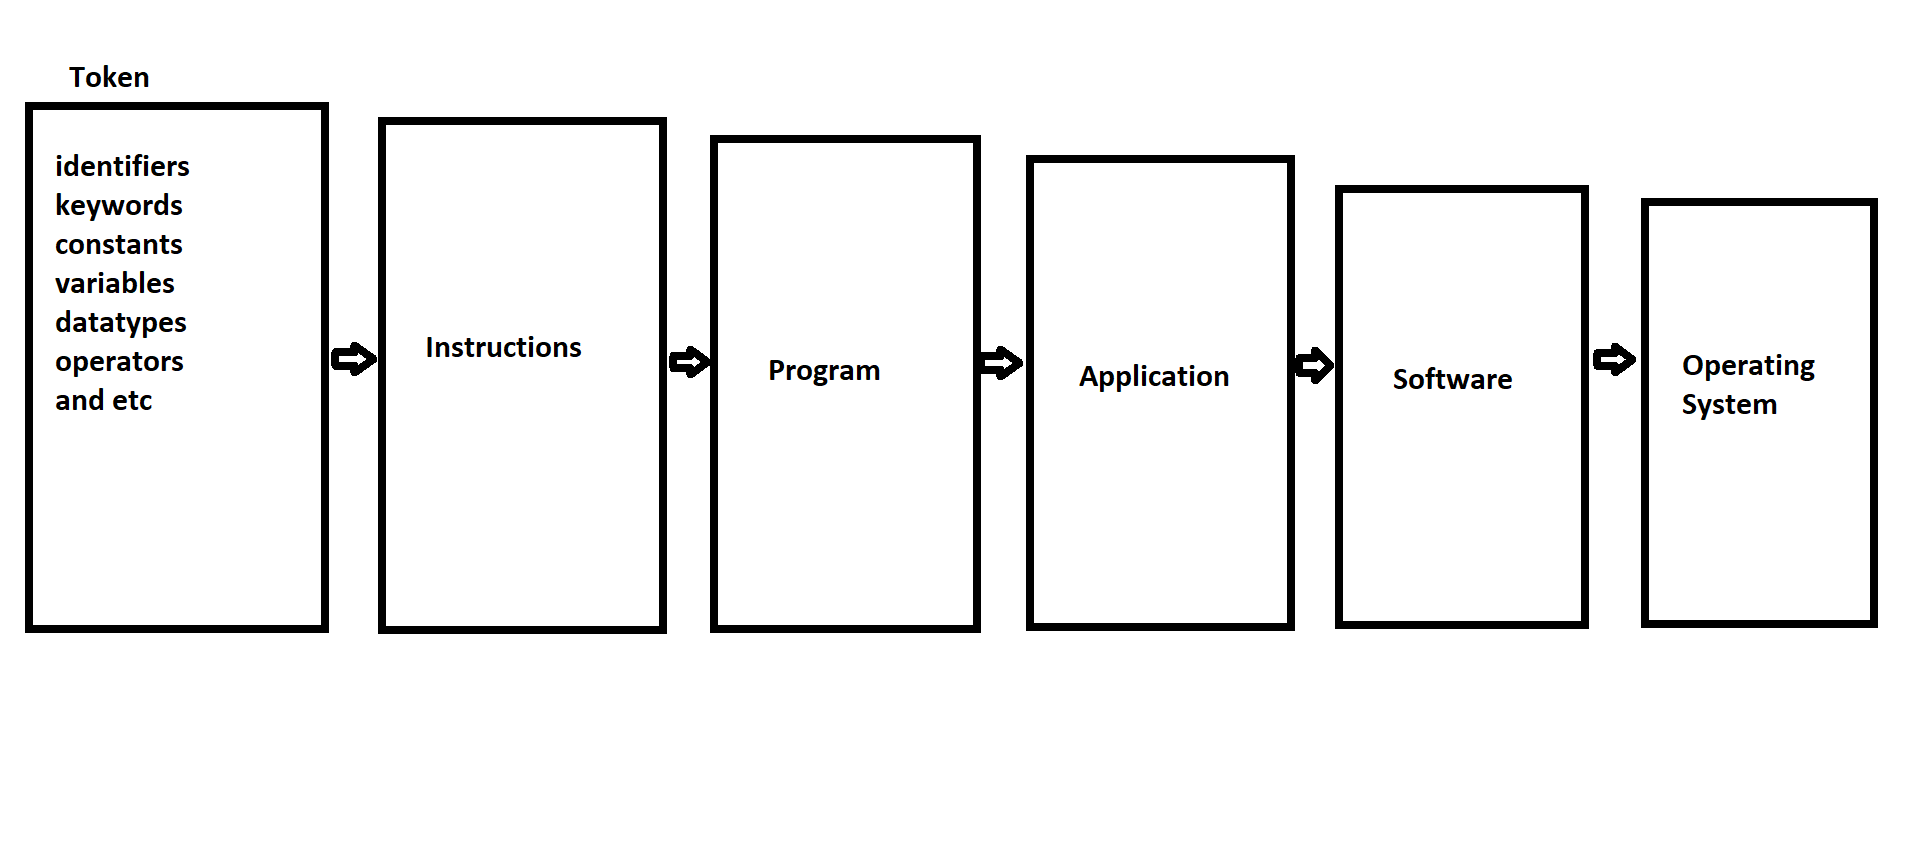 Token
identifiers
keywords
constants
variables
datatypes
operators
and etc
Instructions
Program
Application
Software
Operating
System